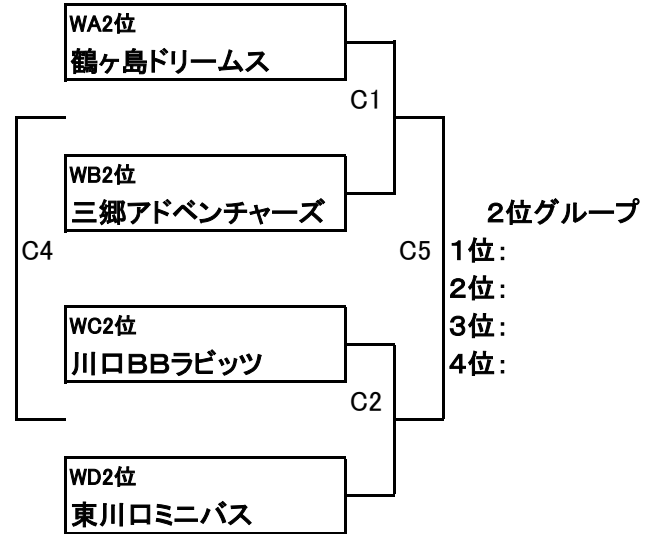 WA2位
鶴ヶ島ドリームス
C1
WB2位
三郷アドベンチャーズ
2位グループ
C4
C5
1位:
2位:
WC2位
3位:
川口BBラビッツ
4位:
C2
WD2位
東川口ミニバス